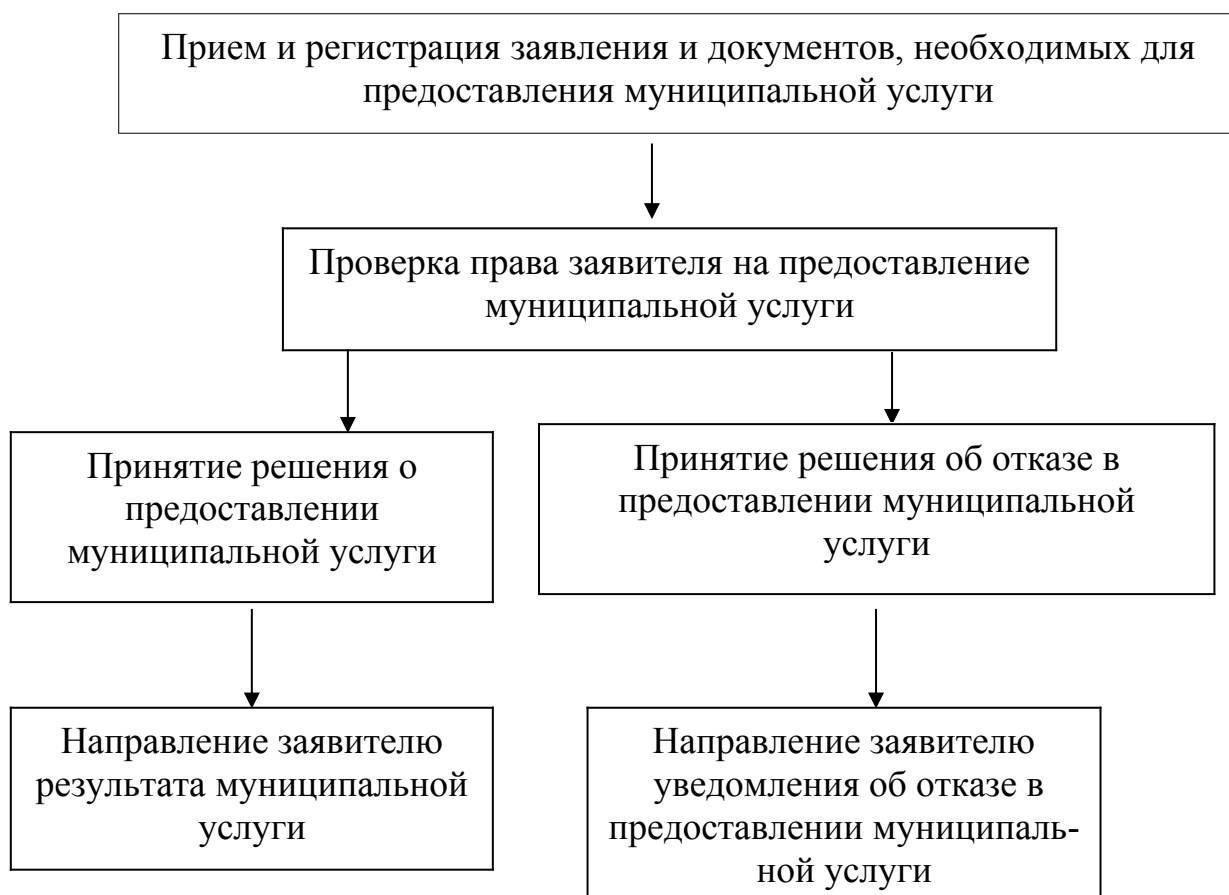 Прием и регистрация заявления и документов, необходимых для
предоставления муниципальной услуги
Проверка права заявителя на предоставление
муниципальной услуги
Принятие решения о
предоставлении
муниципальной услуги
Принятие решения об отказе в
предоставлении муниципальной
услуги
Направление заявителю
результата муниципальной
услуги
Направление заявителю
уведомления об отказе в
предоставлении муниципаль-
ной услуги